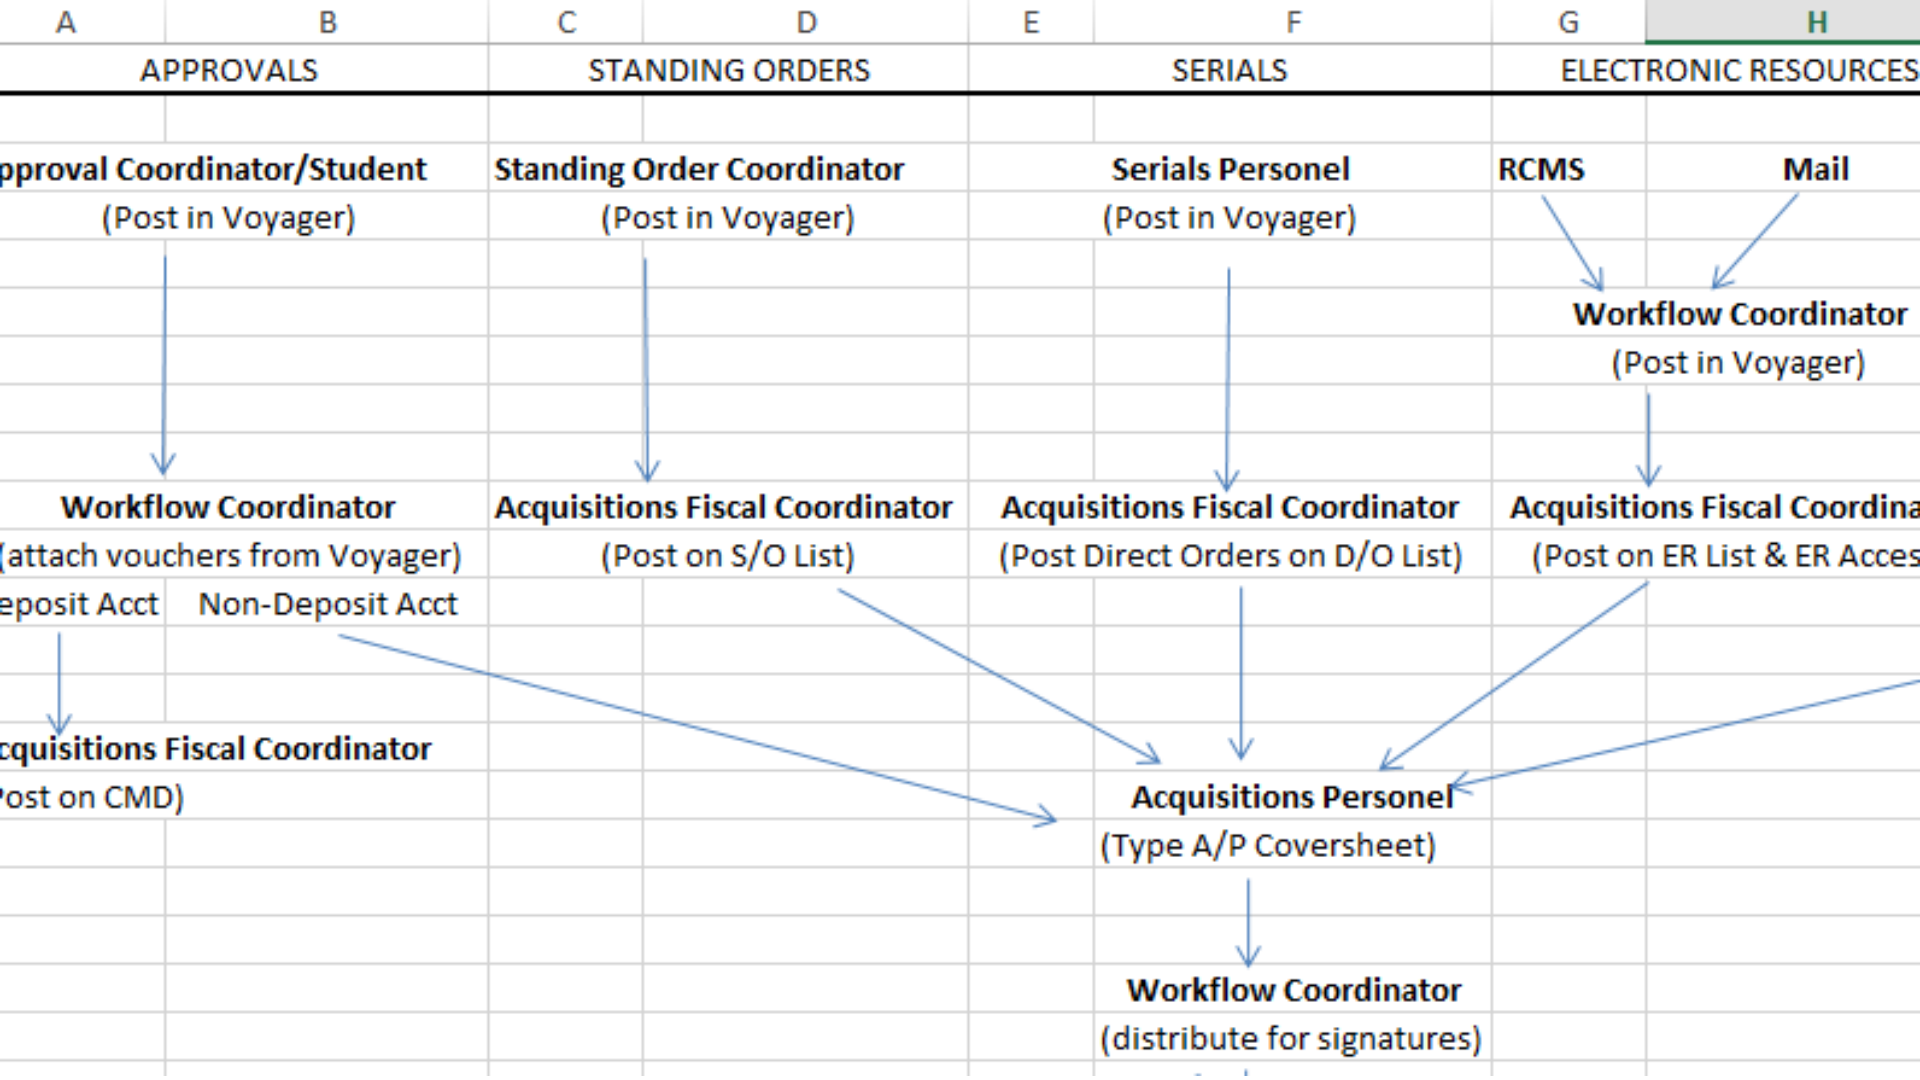 A B C D E F G H
APPROVALS STANDING ORDERS SERIALS ELECTRONIC RESOURCES
pproval Coordinator/Student Standing Order Coordinator Serials Personel RCMS Mail
(Post in Voyager) (Post in Voyager) (Post in Voyager)
Workflow Coordinator
(Post in Voyager)
Workflow Coordinator Acquisitions Fiscal Coordinator Acquisitions Fiscal Coordinator Acquisitions Fiscal Coordina
(attach vouchers from Voyager) (Post on S/O List) (Post Direct Orders on D/O List) (Post on ER List & ER Acces
eposit Acct Non-Deposit Acct
cquisitions Fiscal Coordinator
Post on CMD) Acquisitions Personel
(Type A/P Coversheet)
Workflow Coordinator
(distribute for signatures)